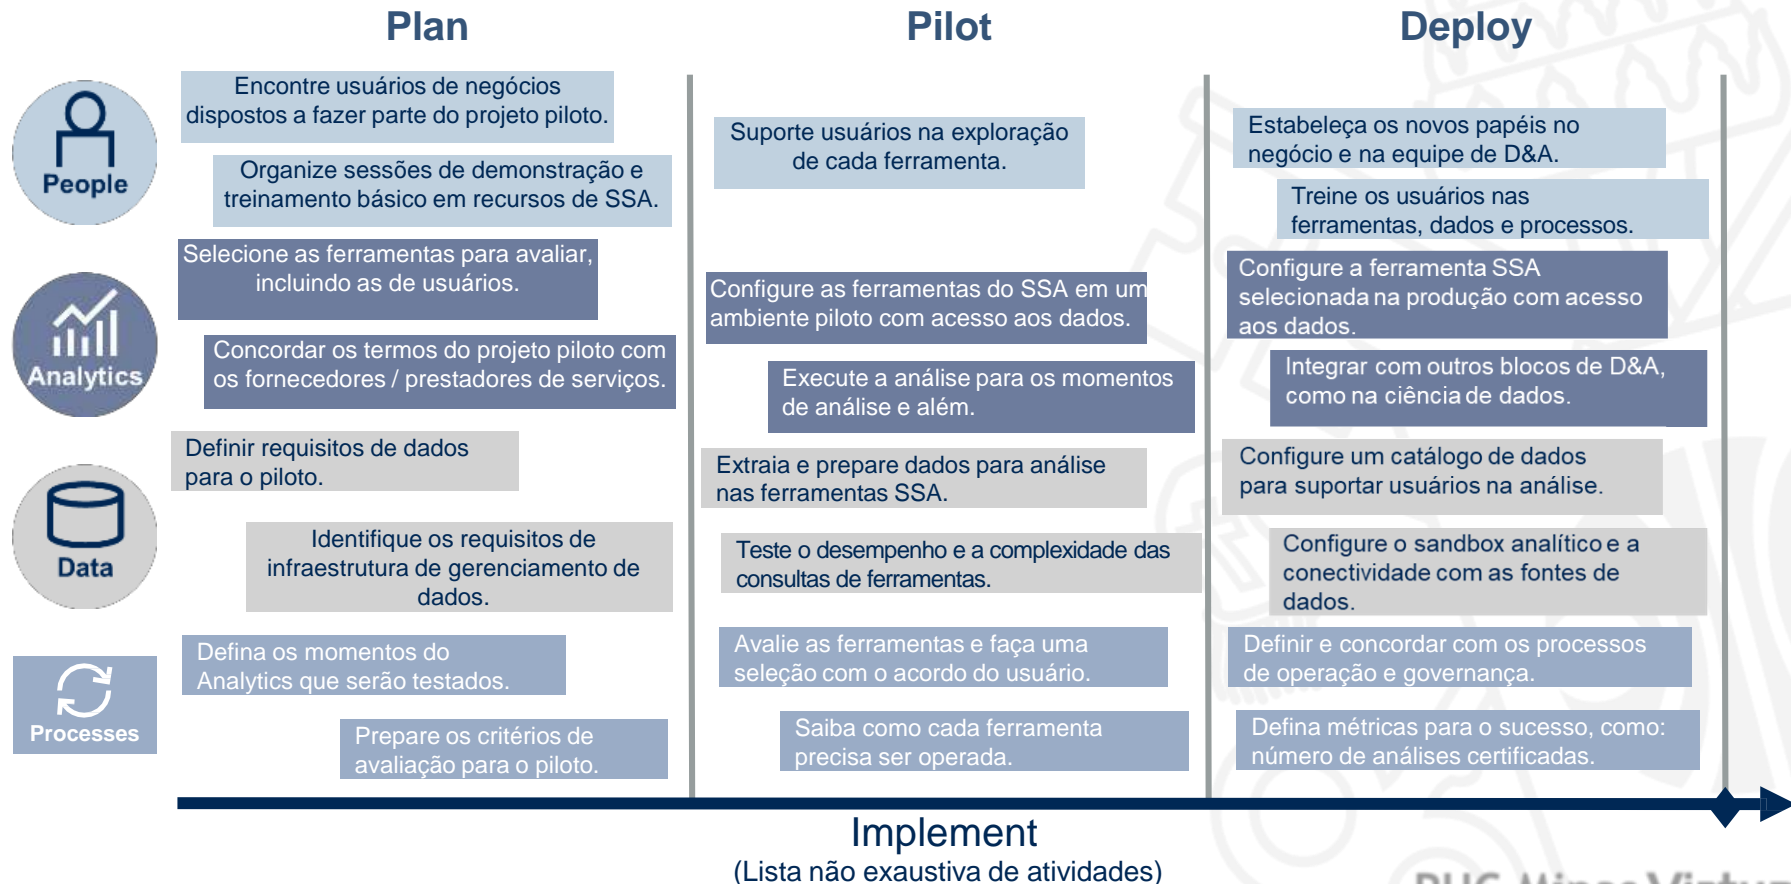 Plan
Pilot
Deploy
People
Encontre usuários de negócios
dispostos a fazer parte do projeto piloto.
Organize sessões de demonstração e
treinamento básico em recursos de SSA.
Suporte usuários na exploração
de cada ferramenta.
Estabeleça os novos papéis no
negócio e na equipe de D&A.
Treine os usuários nas
ferramentas, dados e processos.
Analytics
Selecione as ferramentas para avaliar,
incluindo as de usuários.
Concordar os termos do projeto piloto com
os fornecedores / prestadores de serviços.
Configure as ferramentas do SSA em um
ambiente piloto com acesso aos dados.
Execute a análise para os momentos
de análise e além.
Configure a ferramenta SSA
selecionada na produção com acesso
aos dados.
Integrar com outros blocos de D&A,
como na ciência de dados.
Data
Definir requisitos de dados
para o piloto.
Identifique os requisitos de
infraestrutura de gerenciamento de
dados.
Extraia e prepare dados para análise
nas ferramentas SSA.
Teste o desempenho e a complexidade das
consultas de ferramentas.
Configure um catálogo de dados
para suportar usuários na análise.
Configure o sandbox analítico e a
conectividade com as fontes de
dados.
Processes
Defina os momentos do
Analytics que serão testados.
Prepare os critérios de
avaliação para o piloto.
Avalie as ferramentas e faça uma
seleção com o acordo do usuário.
Saiba como cada ferramenta
precisa ser operada.
Definir e concordar com os processos
de operação e governança.
Defina métricas para o sucesso, como:
número de análises certificadas.
Implement
(Lista não exaustiva de atividades)